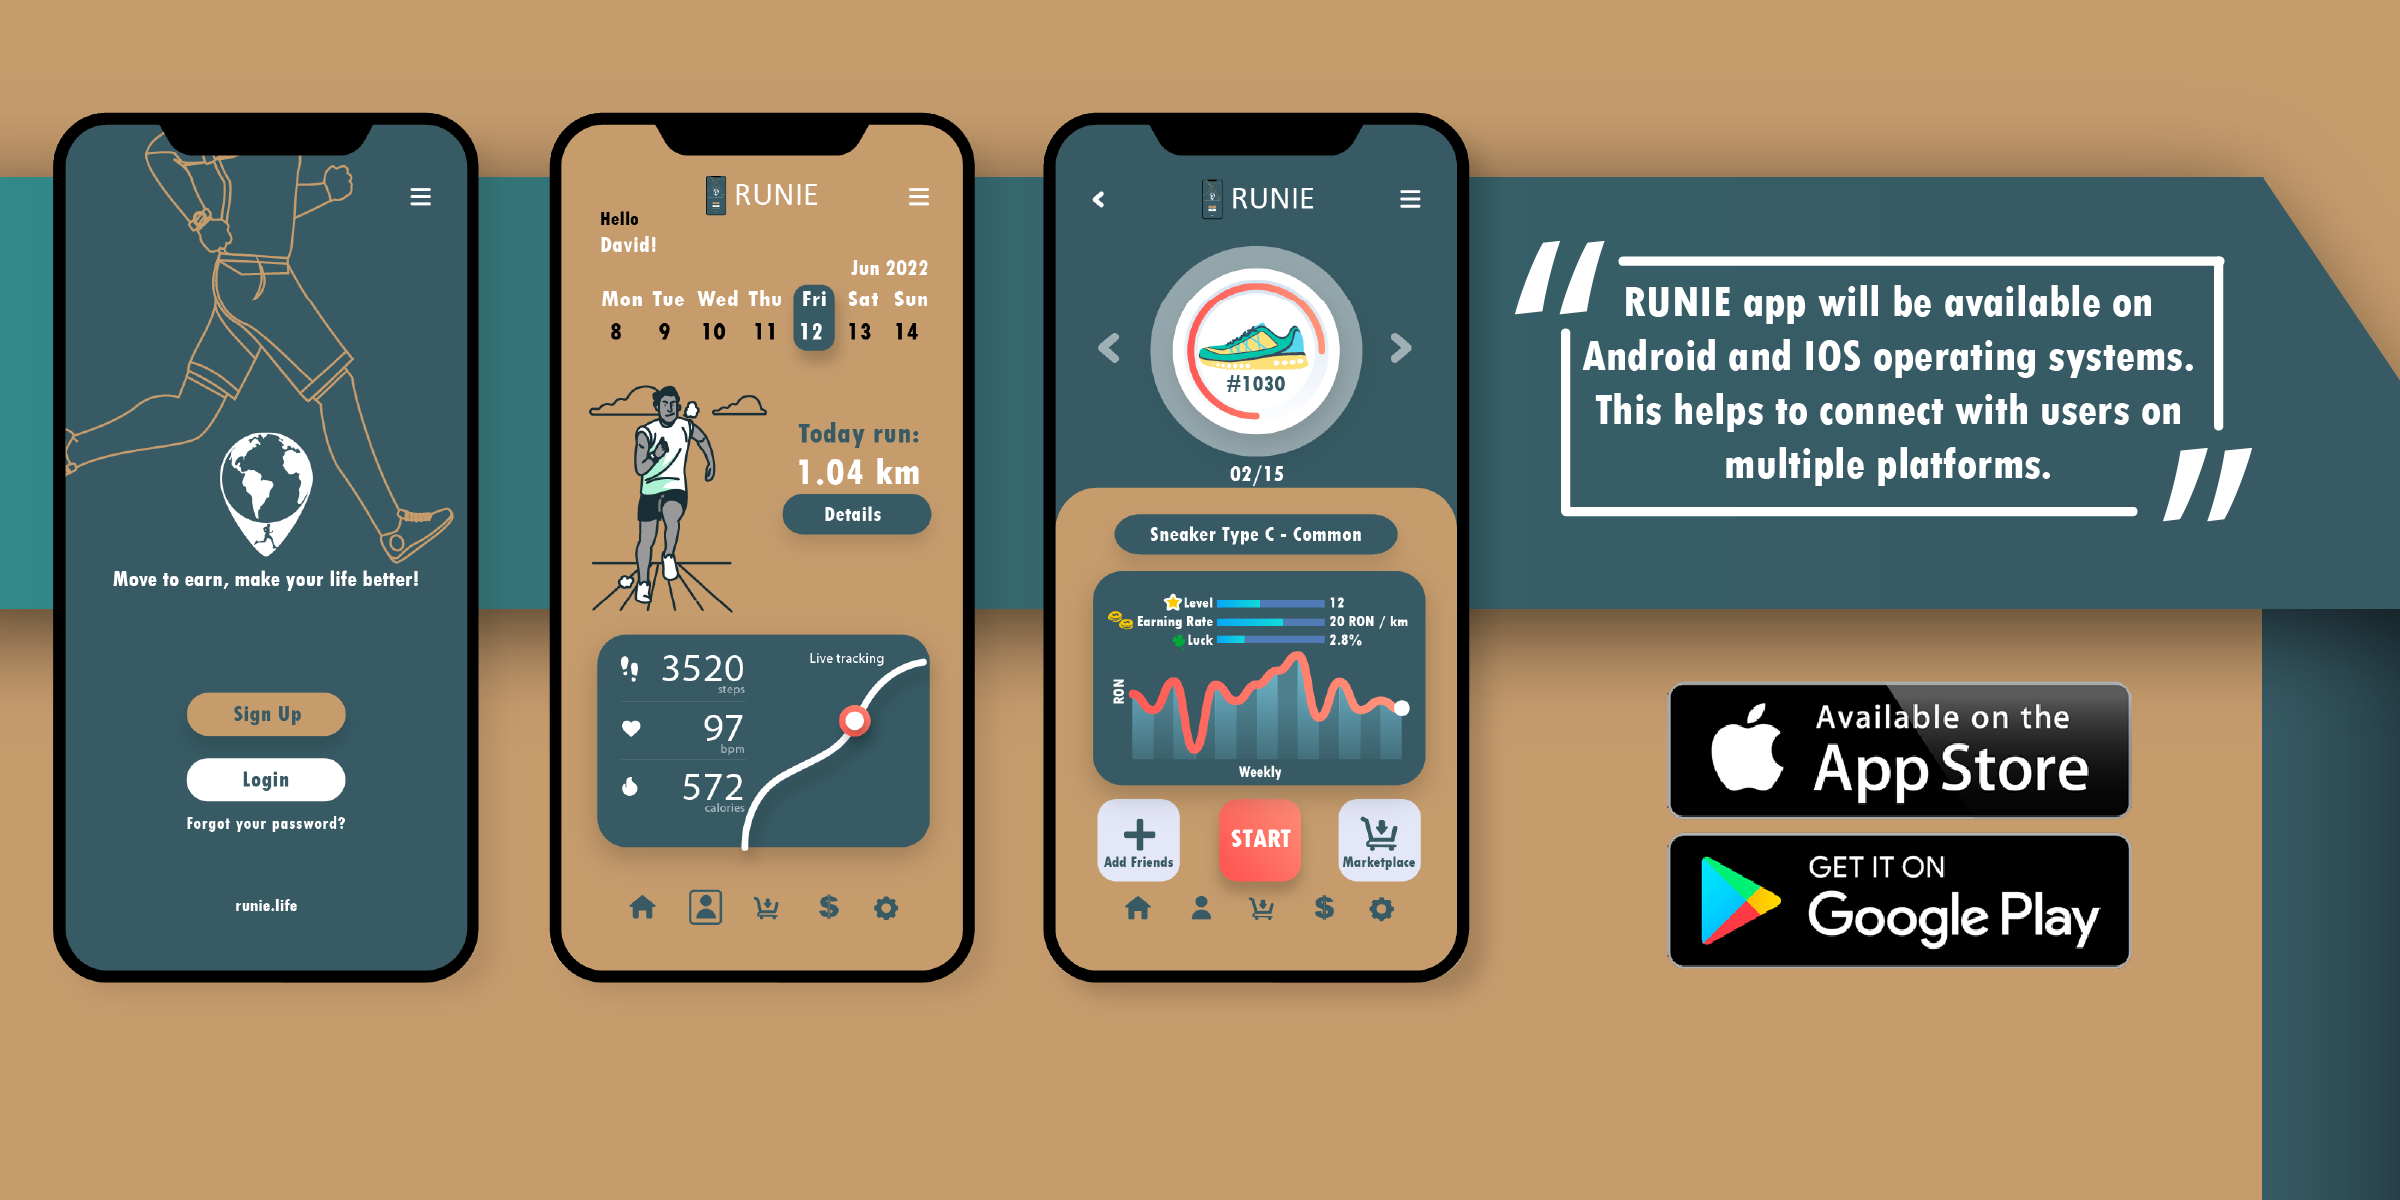 Move to earn, make your life better!
Sign Up
Login
Forgot your password?
runie.life
RUNIE
Hello
David!
Jun 2022
Mon Tue Wed Thu Fri Sat Sun
8 9 10 11 12 13 14
Today run:
1.04 km
Details
3520
steps
97
bpm
572
calories
Live tracking
RUNIE
#1030
02/15
Sneaker Type C - Common
Level 12
Earning Rate 20 RON / km
Luck 2.8%
RON
Weekly
Add Friends
START
Marketplace
“RUNIE app will be available on
Android and IOS operating systems.
This helps to connect with users on
multiple platforms.”
Available on the
App Store
GET IT ON
Google Play